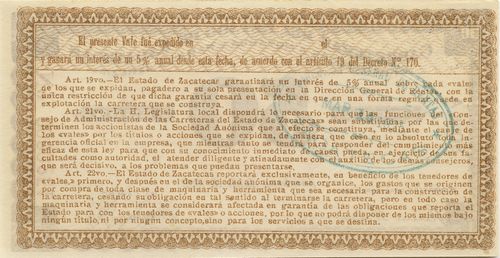 El presente Vale fué expedido en el
y ganará un interés de un 5% anual desde esta fecha, de acuerdo con el artículo 19 del Decreto Nº 170.
Art. 19vo.—El Estado de Zacatecas garantizará un interés de 5% anual sobre cada «vale»
de los que se expidan, pagadero a su sola presentación en la Dirección General de Rentas, con la
única restricción de que dicha garantía cesará en la fecha en que de una forma regular quede en
explotación la carretera que se construya.
Art. 21vo.—La H. Legislatura local dispondrá lo necesario para que las funciones del Con-
sejo de Administración de las Carreteras del Estado de Zacatecas sean substituídas por las que de-
terminen los accionistas de la Sociedad Anónima que al efecto se constituya, mediante el canje de
los «vales» por los títulos o acciones que se expidan, de manera que cese en lo absoluto su in-
gerencia oficial en la empresa, que mientras tanto se tendrá para responder del cumplimiento más
eficaz de esta ley para que con su conocimiento inmediato de cada caso, pueda, en ejercicio de sus fa-
cultades como autoridad, el atender diligente y atinadamente con auxilio de los demás consejeros,
que será decisivo, a los problemas que puedan presentarse.
Art. 22vo.—El Estado de Zacatecas reportará exclusivamente, en beneficio de los tenedores de
«vales» primero, y después en el de la sociedad anónima que se organice, los gastos que se originen
por compra de toda clase de maquinaria y herramienta que sea necesaria para la construcción de
la carretera, cesando su obligación en tal sentido al terminarse la carretera, pero en todo caso la
maquinaria y herramienta se considerará afectada en garantía de las obligaciones que reporta el
Estado para con los tenedores de «vales» o acciones, por lo que no podrá disponer de los mismos bajo
ningún título, ni por ningún concepto, sino para los servicios a que se destina.